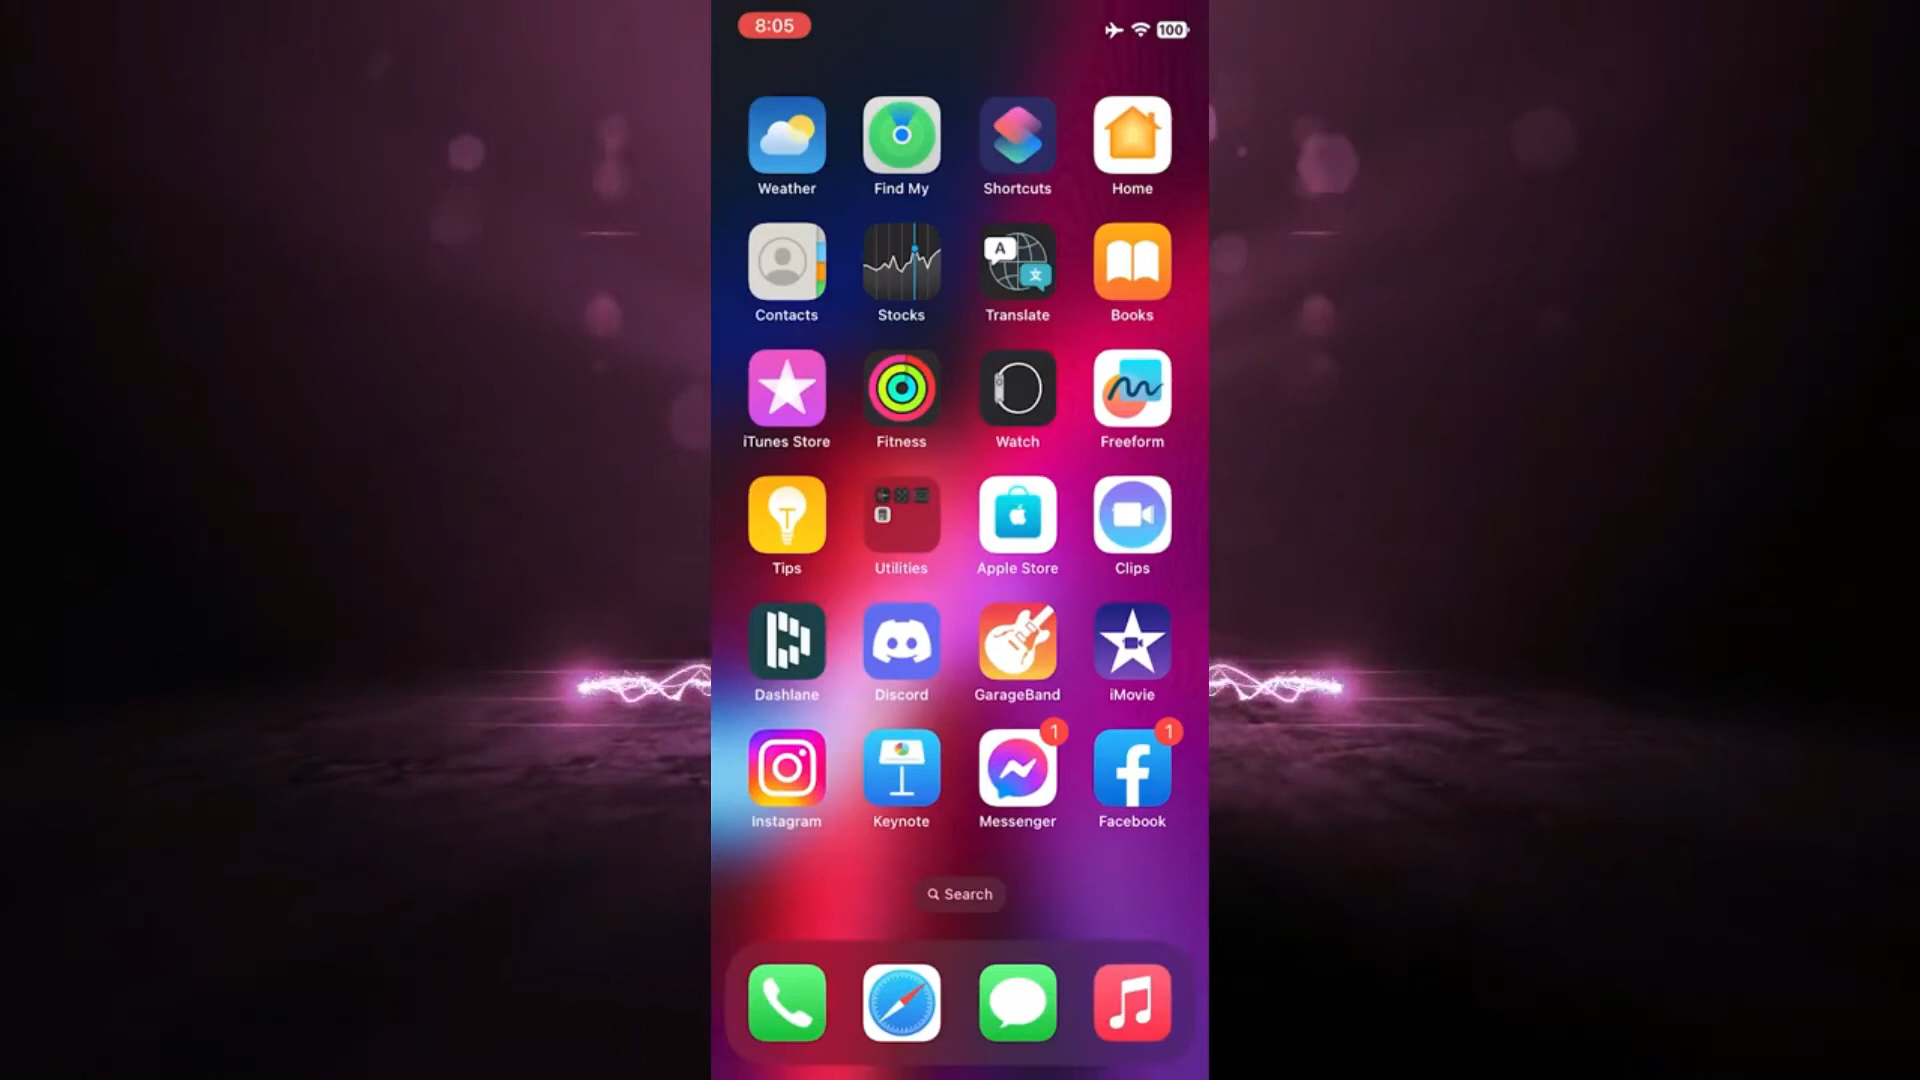 8:05
100
Weather Find My Shortcuts Home
A
文
Contacts Stocks Translate Books
iTunes Store Fitness Watch Freeform
Tips Utilities Apple Store Clips
Dashlane Discord GarageBand iMovie
1 1
Instagram Keynote Messenger Facebook
Search